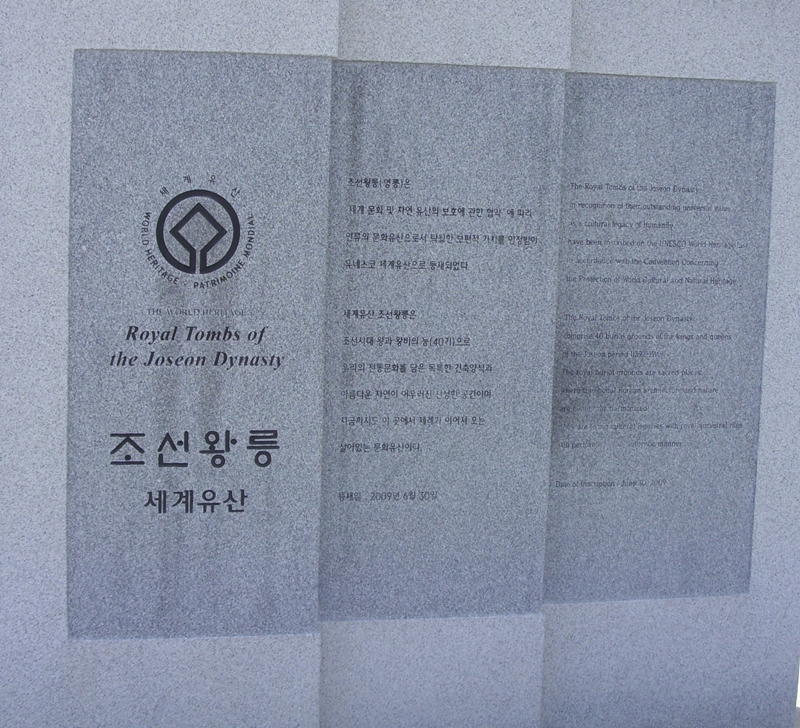 세계유산
WORLD HERITAGE · PATRIMOINE MONDIAL
THE WORLD HERITAGE
Royal Tombs of
the Joseon Dynasty
조선왕릉
세계유산
조선왕릉(영릉)은
'세계 문화 및 자연 유산의 보호에 관한 협약' 에 따라
인류의 문화유산으로서 탁월한 보편적 가치를 인정받아
유네스코 세계유산으로 등재되었다.
세계유산 조선왕릉은
조선시대 왕과 왕비의 능(40기)으로
우리의 전통문화를 담은 독특한 건축양식과
아름다운 자연이 어우러진 신성한 공간이며
지금까지도 이 곳에서 제례가 이어져 오는
살아있는 문화유산이다.
등재일 : 2009년 6월 30일
The Royal Tombs of the Joseon Dynasty
in recognition of their outstanding universal value
as a cultural legacy of humanity
have been inscribed on the UNESCO World Heritage
in accordance with the Convention Concerning
the Protection of World Cultural and Natural Heritage.
The Royal Tombs of the Joseon Dynasty
comprise 40 burial grounds of the kings and queens
of the Joseon period
The royal burial grounds are sacred places
where traditional Korean architecture and nature
are harmonized
manner.
Date of Inscription : June 30, 2009